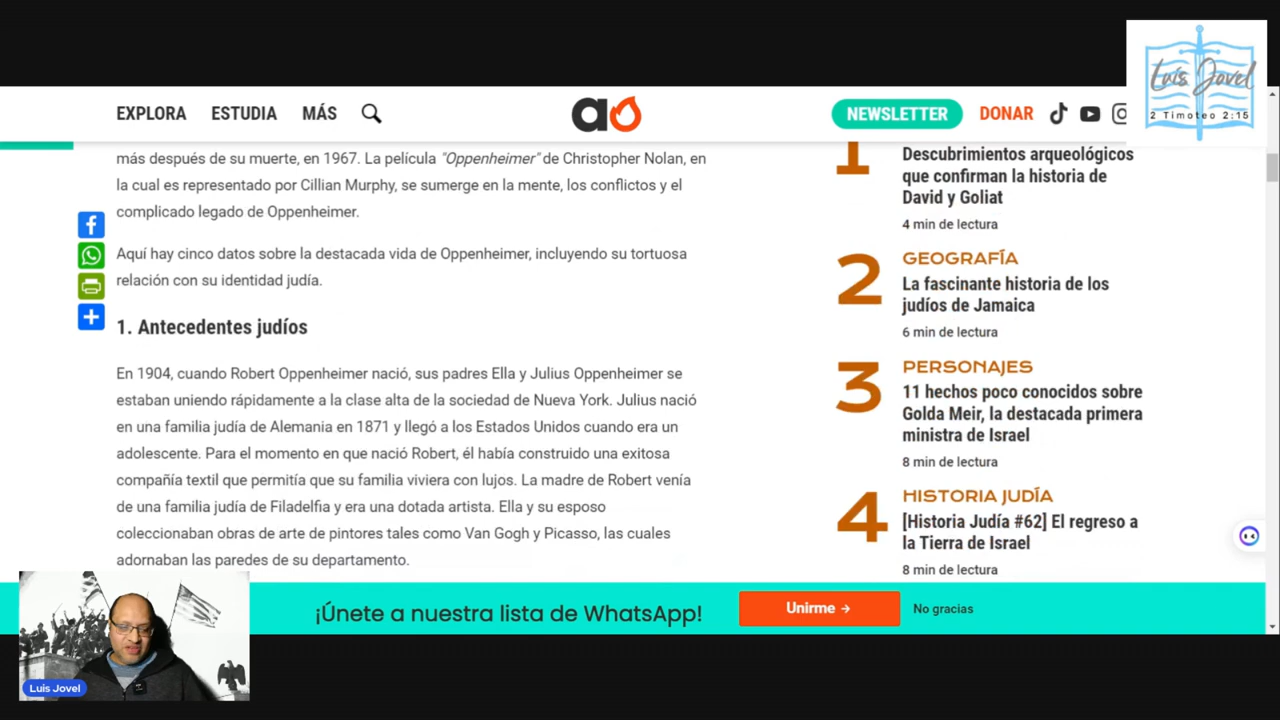 Luis Jovel
2 Timoteo 2:15
EXPLORA ESTUDIA MÁS
ao
NEWSLETTER DONAR
más después de su muerte, en 1967. La película "Oppenheimer" de Christopher Nolan, en
la cual es representado por Cillian Murphy, se sumerge en la mente, los conflictos y el
complicado legado de Oppenheimer.
Aquí hay cinco datos sobre la destacada vida de Oppenheimer, incluyendo su tortuosa
relación con su identidad judía.
1. Antecedentes judíos
En 1904, cuando Robert Oppenheimer nació, sus padres Ella y Julius Oppenheimer se
estaban uniendo rápidamente a la clase alta de la sociedad de Nueva York. Julius nació
en una familia judía de Alemania en 1871 y llegó a los Estados Unidos cuando era un
adolescente. Para el momento en que nació Robert, él había construido una exitosa
compañía textil que permitía que su familia viviera con lujos. La madre de Robert venía
de una familia judía de Filadelfia y era una dotada artista. Ella y su esposo
coleccionaban obras de arte de pintores tales como Van Gogh y Picasso, las cuales
adornaban las paredes de su departamento.
1
Descubrimientos arqueológicos
que confirman la historia de
David y Goliat
4 min de lectura
2
GEOGRAFÍA
La fascinante historia de los
judíos de Jamaica
6 min de lectura
3
PERSONAJES
11 hechos poco conocidos sobre
Golda Meir, la destacada primera
ministra de Israel
8 min de lectura
4
HISTORIA JUDÍA
[Historia Judía #62] El regreso a
la Tierra de Israel
8 min de lectura
¡Únete a nuestra lista de WhatsApp! Unirme → No gracias
Luis Jovel